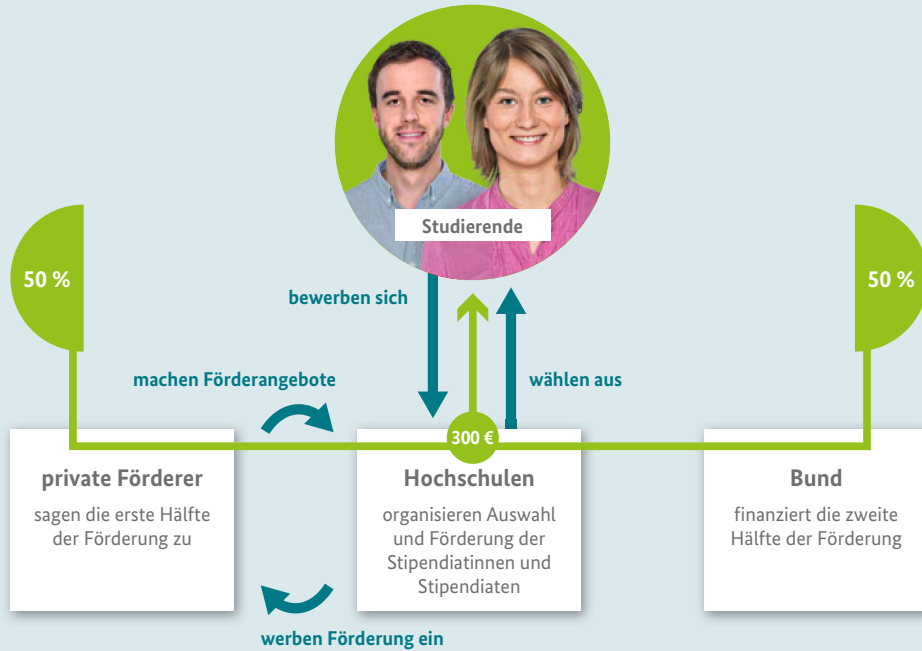 Studierende
50 %
50 %
bewerben sich
machen Förderangebote
wählen aus
300 €
private Förderer
sagen die erste Hälfte
der Förderung zu
Hochschulen
organisieren Auswahl
und Förderung der
Stipendiatinnen und
Stipendiaten
Bund
finanziert die zweite
Hälfte der Förderung
werben Förderung ein